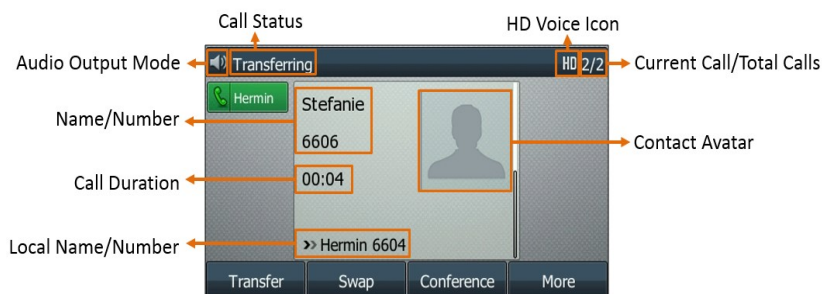 Call Status
HD Voice Icon
Audio Output Mode
Transferring
HD 2/2
Current Call/Total Calls
Hermin
Stefanie
Name/Number
6606
Contact Avatar
Call Duration
00:04
Local Name/Number
Hermin 6604
Transfer
Swap
Conference
More